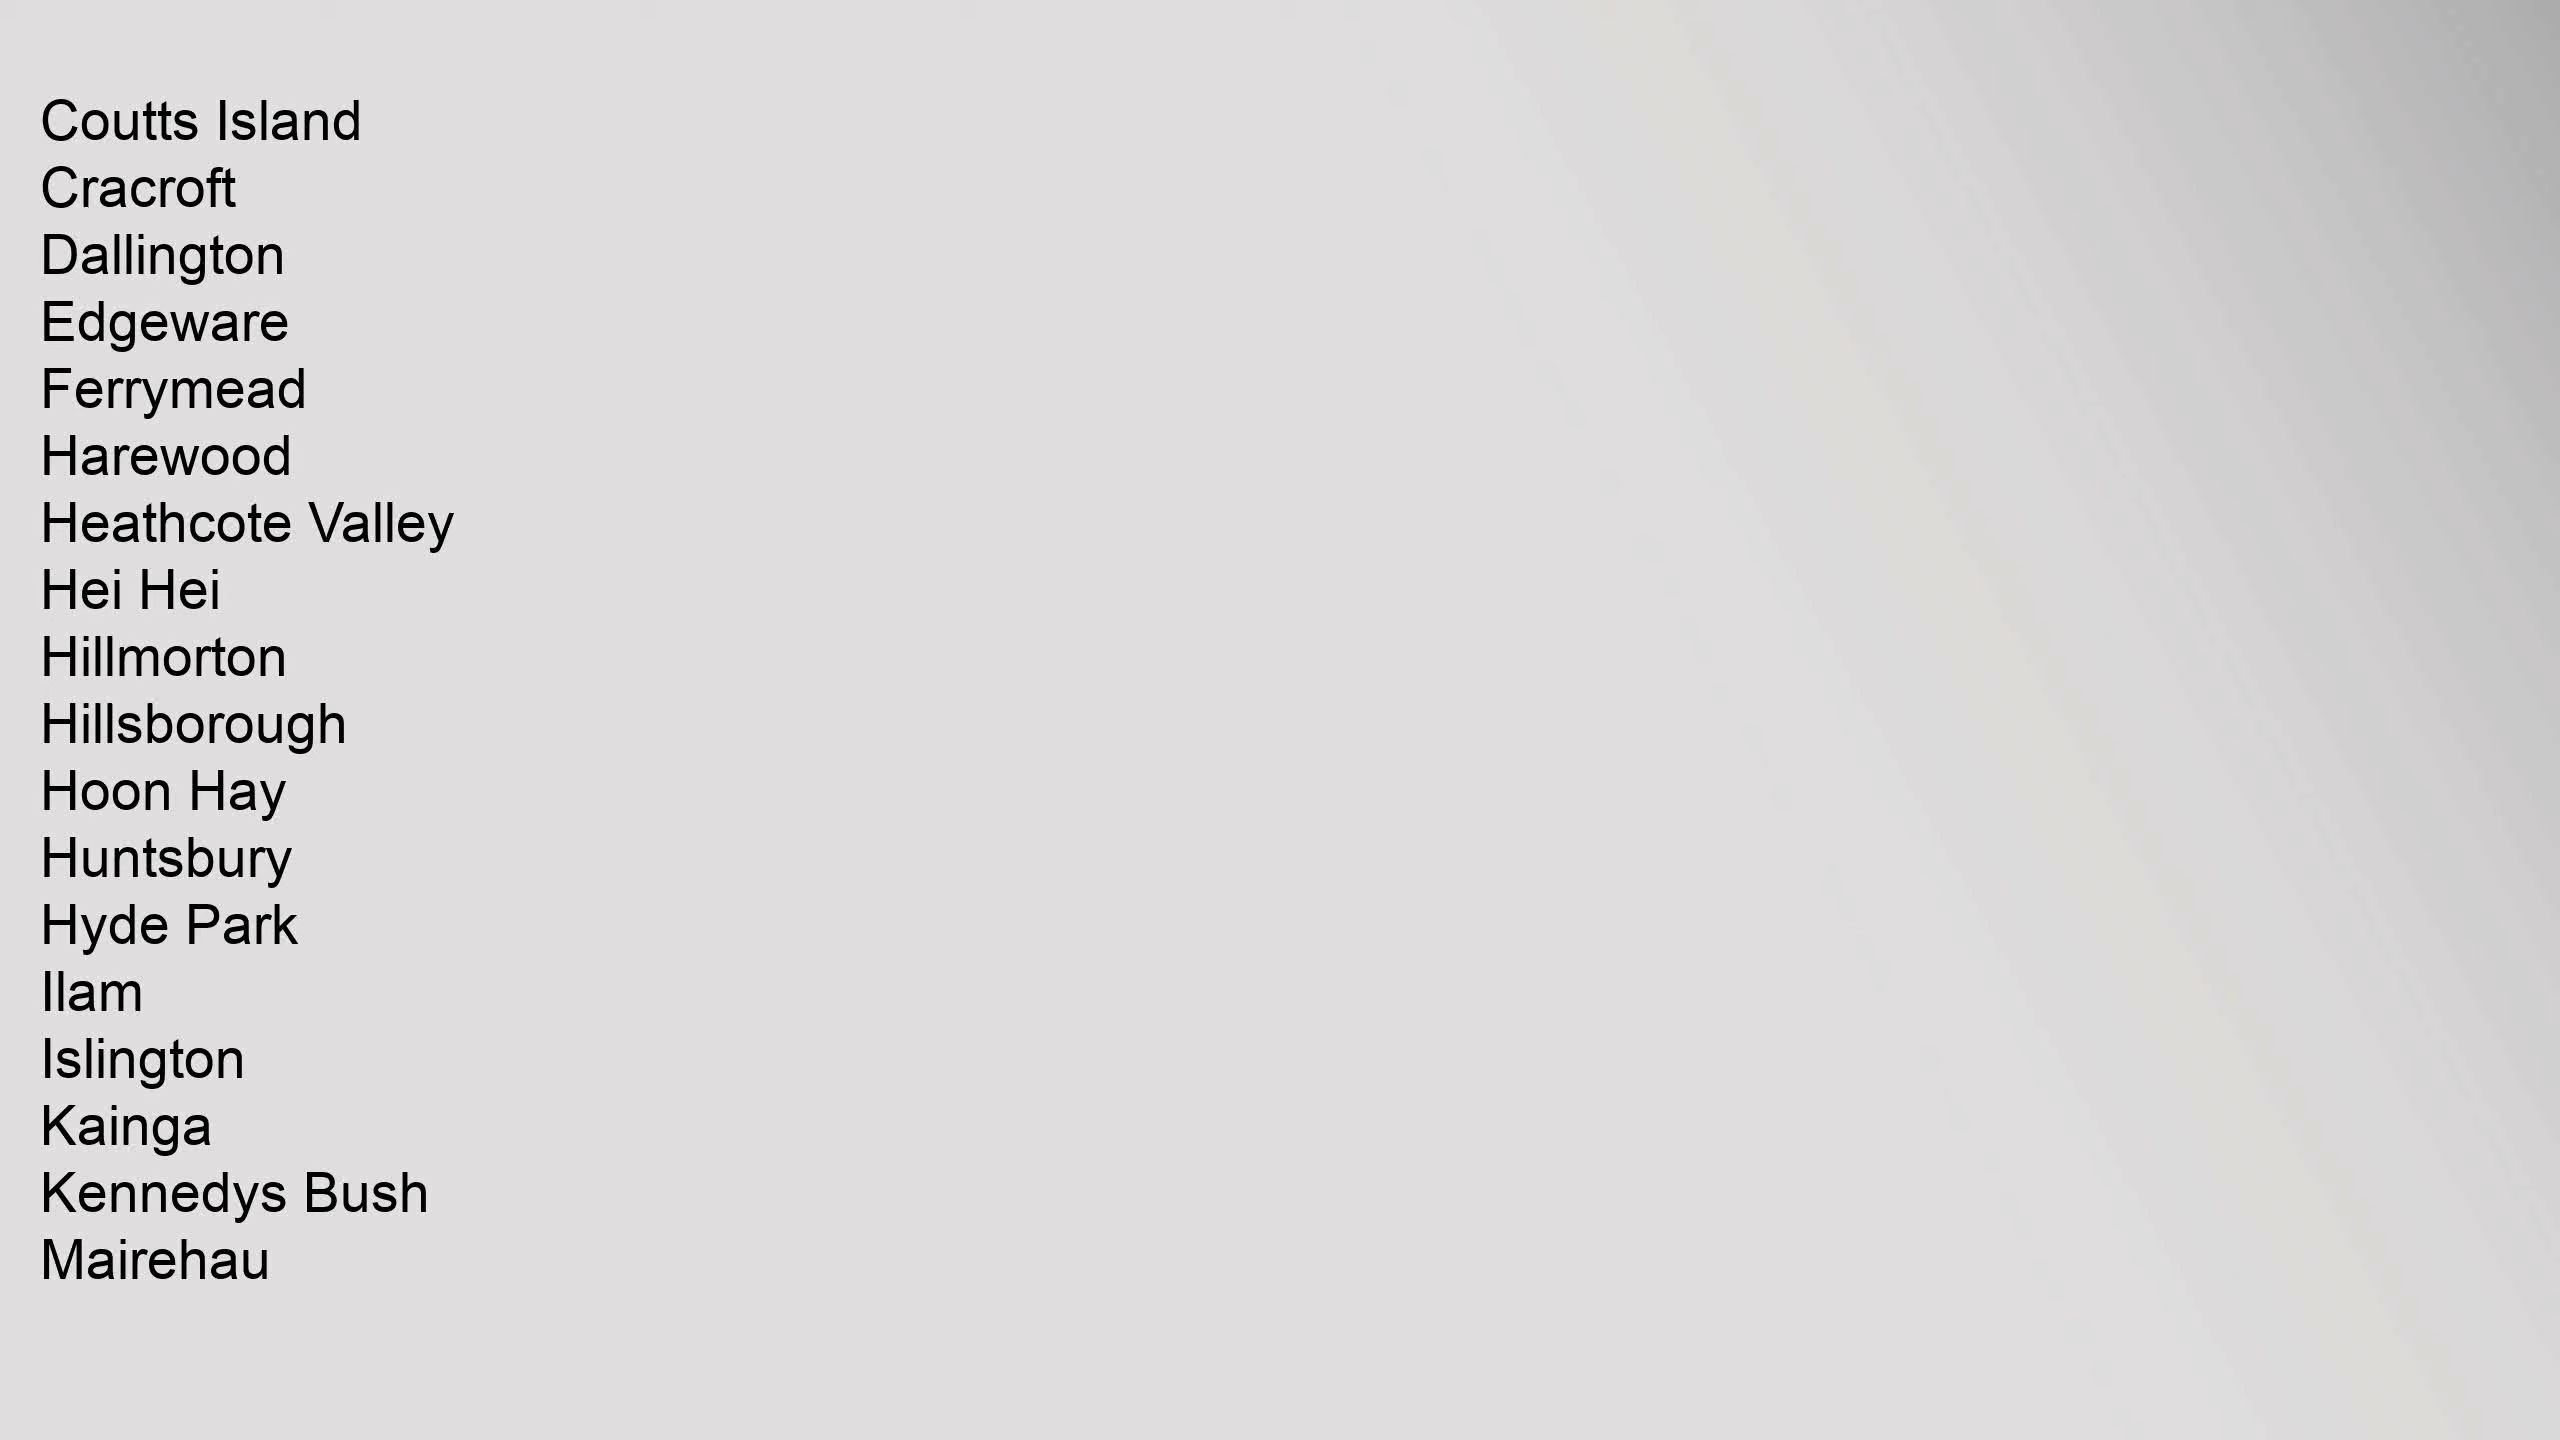 Coutts Island
Cracroft
Dallington
Edgeware
Ferrymead
Harewood
Heathcote Valley
Hei Hei
Hillmorton
Hillsborough
Hoon Hay
Huntsbury
Hyde Park
Ilam
Islington
Kainga
Kennedys Bush
Mairehau